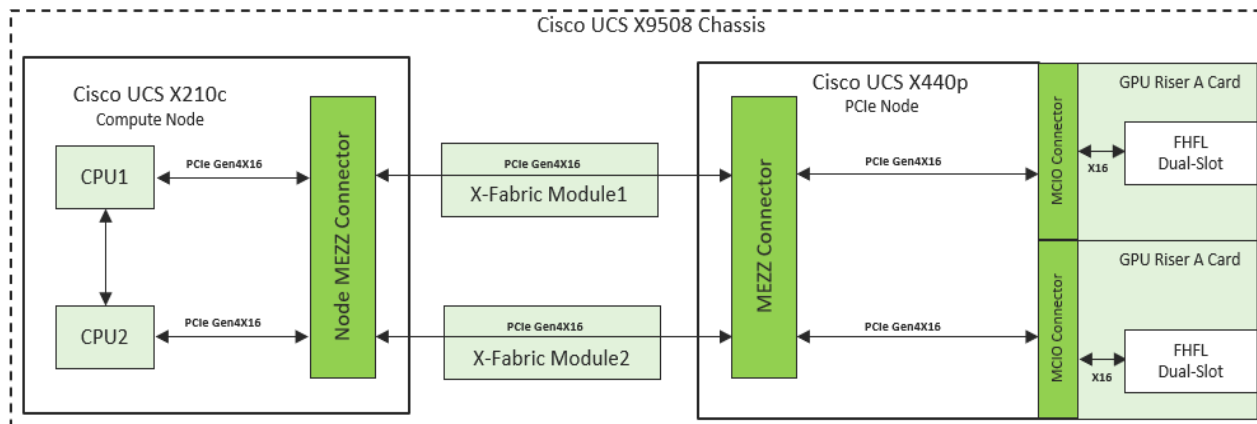 Cisco UCS X9508 Chassis
Cisco UCS X210c
Compute Node
CPU1
PCIe Gen4X16
CPU2
PCIe Gen4X16
Node MEZZ Connector
PCIe Gen4X16
X-Fabric Module1
PCIe Gen4X16
X-Fabric Module2
Cisco UCS X440p
PCIe Node
MEZZ Connector
PCIe Gen4X16
PCIe Gen4X16
MCIO Connector
GPU Riser A Card
X16
FHFL
Dual-Slot
MCIO Connector
GPU Riser A Card
X16
FHFL
Dual-Slot